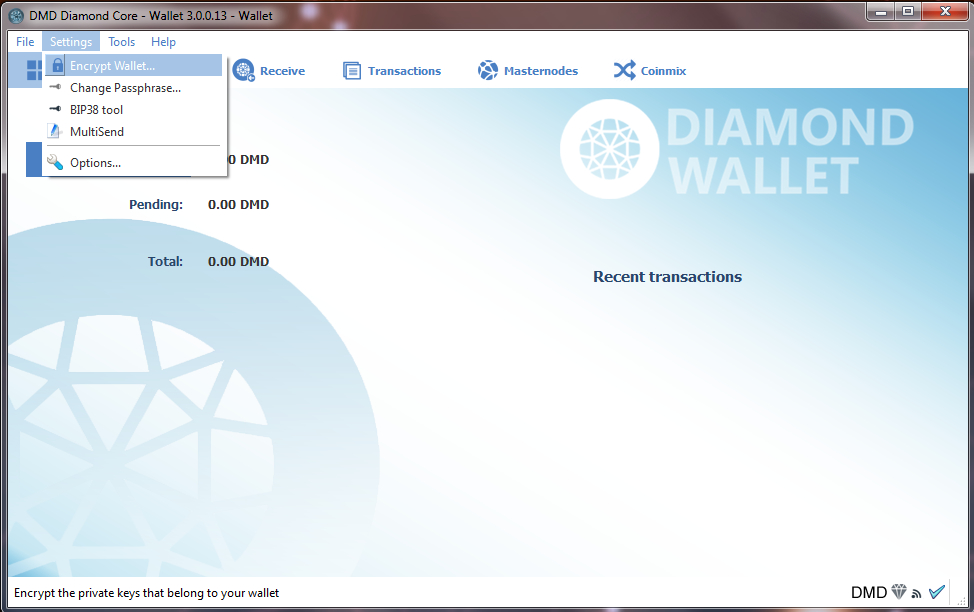 DMD Diamond Core - Wallet 3.0.0.13 - Wallet
File Settings Tools Help
Encrypt Wallet...
Change Passphrase...
BIP38 tool
MultiSend
Options...
Receive Transactions Masternodes Coinmix
DIAMOND
WALLET
0 DMD
Pending: 0.00 DMD
Total: 0.00 DMD
Recent transactions
Encrypt the private keys that belong to your wallet
DMD